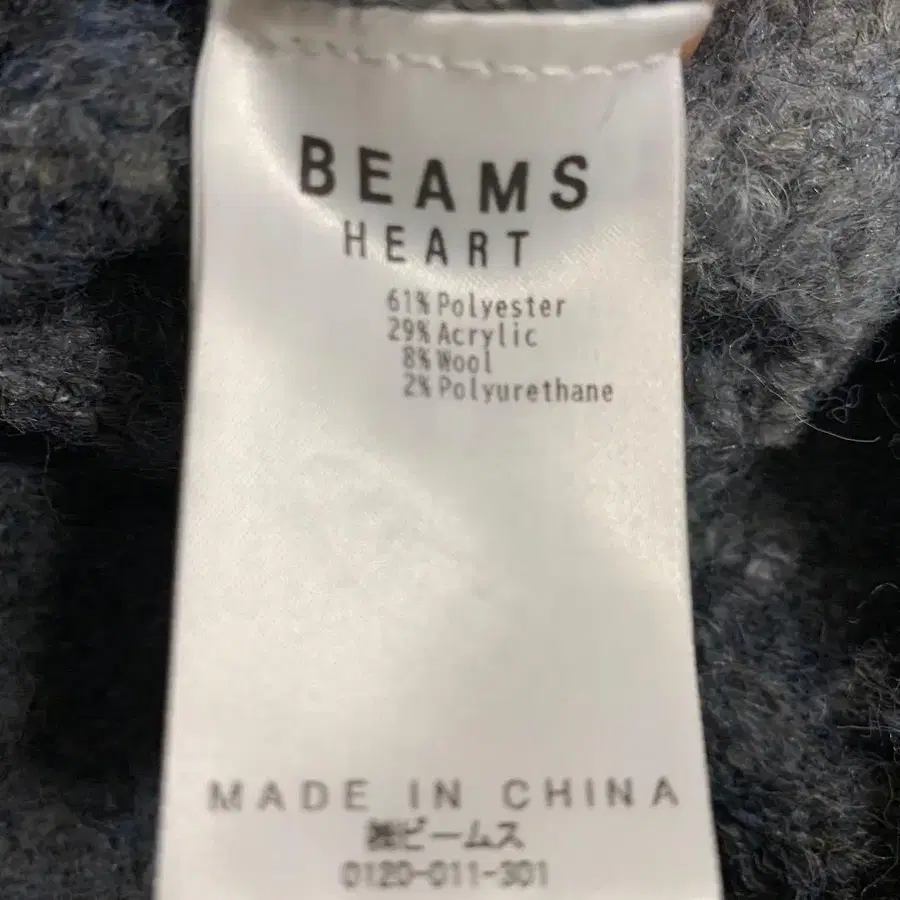 BEAMS
HEART
61% Polyester
29% Acrylic
8% Wool
2% Polyurethane
MADE IN CHINA
㈱ビームス
0120-011-301